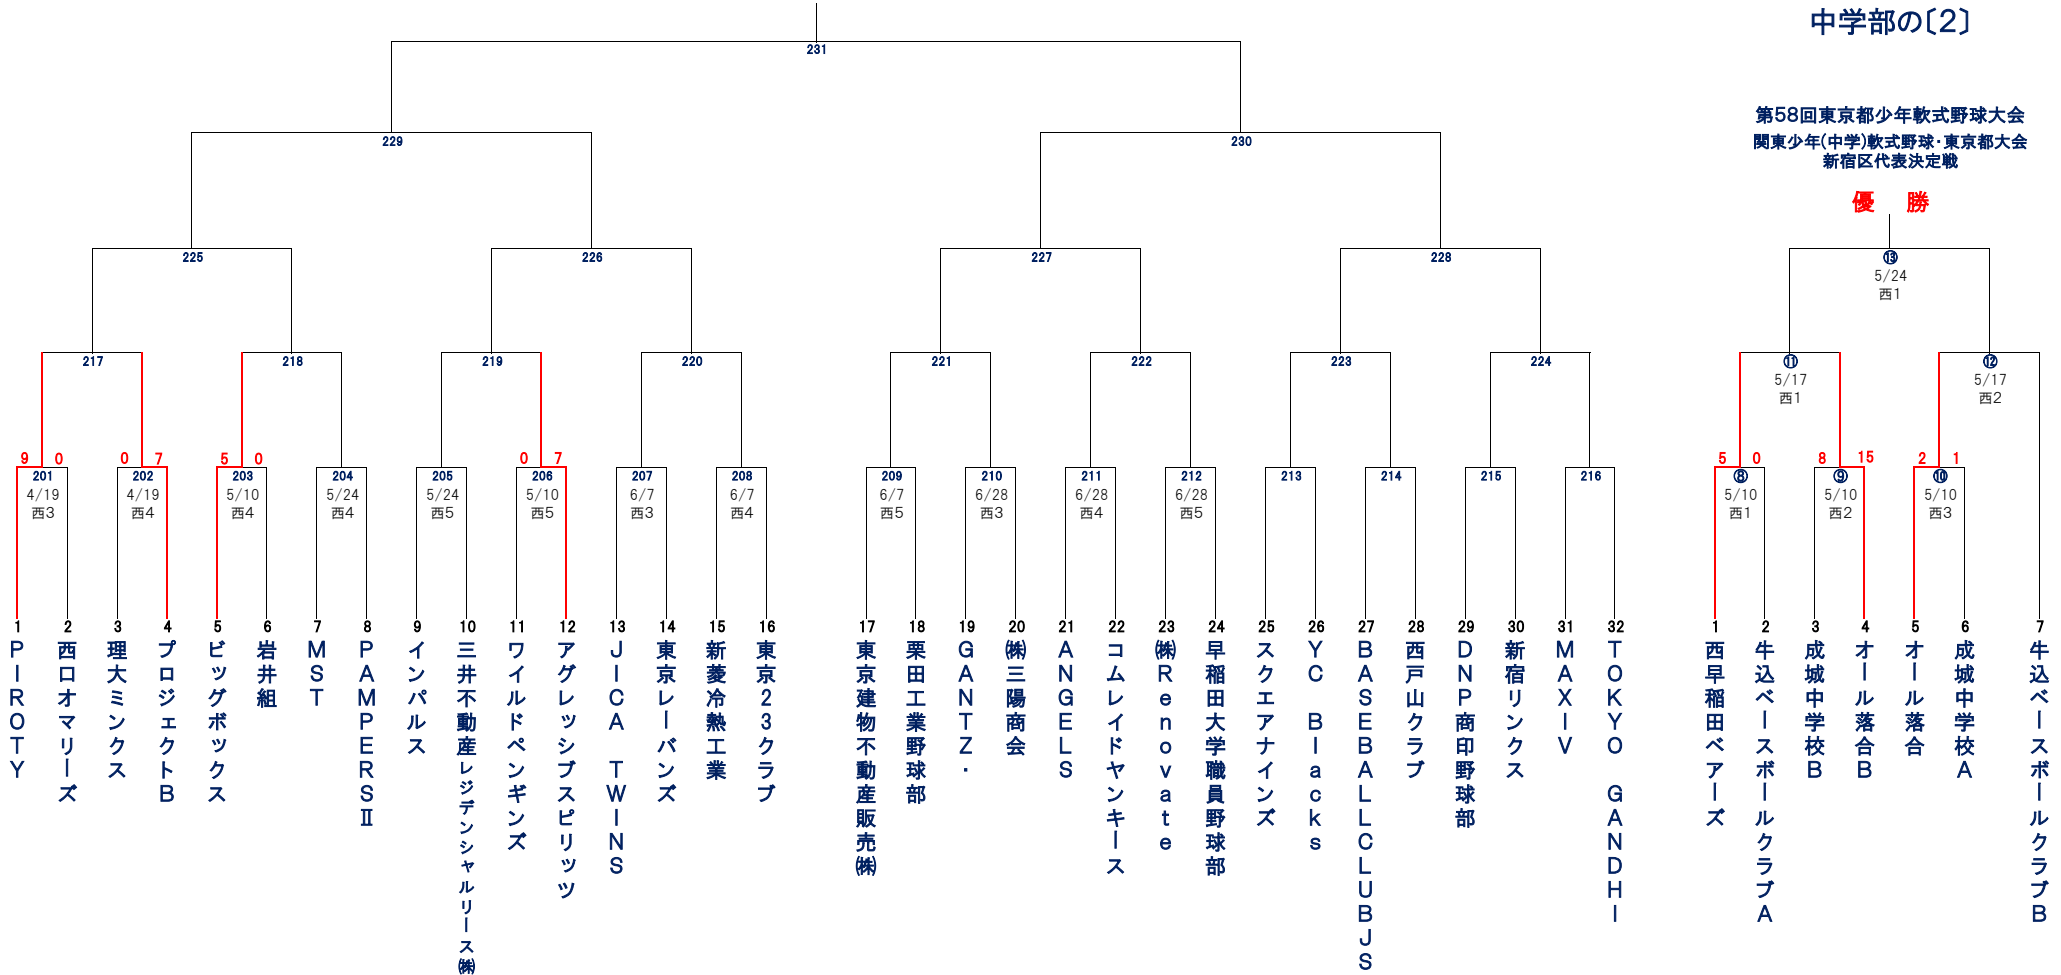 中学部の〔２〕
231
第58回東京都少年軟式野球大会
関東少年(中学)軟式野球・東京都大会
新宿区代表決定戦
優　勝
229
230
225
226
227
228
⑬
5/24
西1
217
218
219
220
221
222
223
224
⑪
5/17
西1
⑫
5/17
西2
9 0
201
4/19
西3
0 7
202
4/19
西4
5 0
203
5/10
西4
204
5/24
西4
205
5/24
西5
0 7
206
5/10
西5
207
6/7
西3
208
6/7
西4
209
6/7
西5
210
6/28
西3
211
6/28
西4
212
6/28
西5
213
214
215
216
5 0
⑧
5/10
西1
8 15
⑨
5/10
西2
2 1
⑩
5/10
西3
1 ＰＩＲＯＴＹ
2 西口オマリーズ
3 理大ミンクス
4 プロジェクトＢ
5 ビッグボックス
6 岩井組
7 ＭＳＴ
8 ＰＡＭＰＥＲＳⅡ
9 インパルス
10 三井不動産レジデンシャルリース㈱
11 ワイルドペンギンズ
12 アグレッシブスピリッツ
13 ＪＩＣＡ　ＴＷＩＮＳ
14 東京レーバンズ
15 新菱冷熱工業
16 東京２３クラブ
17 東京建物不動産販売㈱
18 栗田工業野球部
19 ＧＡＮＴＺ・
20 ㈱三陽商会
21 ＡＮＧＥＬＳ
22 コムレイドヤンキース
23 ㈱Ｒｅｎｏｖａｔｅ
24 早稲田大学職員野球部
25 スクエアナインズ
26 ＹＣ　Ｂｌａｃｋｓ
27 ＢＡＳＥＢＡＬＬＣＬＵＢＪＳ
28 西戸山クラブ
29 ＤＮＰ商印野球部
30 新宿リンクス
31 ＭＡＸＩＶ
32 ＴＯＫＹＯ　ＧＡＮＤＨＩ
1 西早稲田ベアーズ
2 牛込ベースボールクラブＡ
3 成城中学校Ｂ
4 オール落合Ｂ
5 オール落合
6 成城中学校Ａ
7 牛込ベースボールクラブＢ